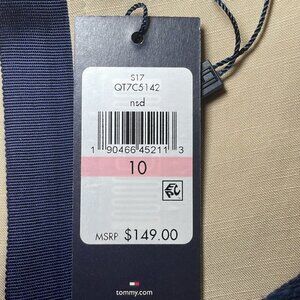 S17
QT7C5142
nsd
1 90466 45211 3
10
MSRP $149.00
tommy.com